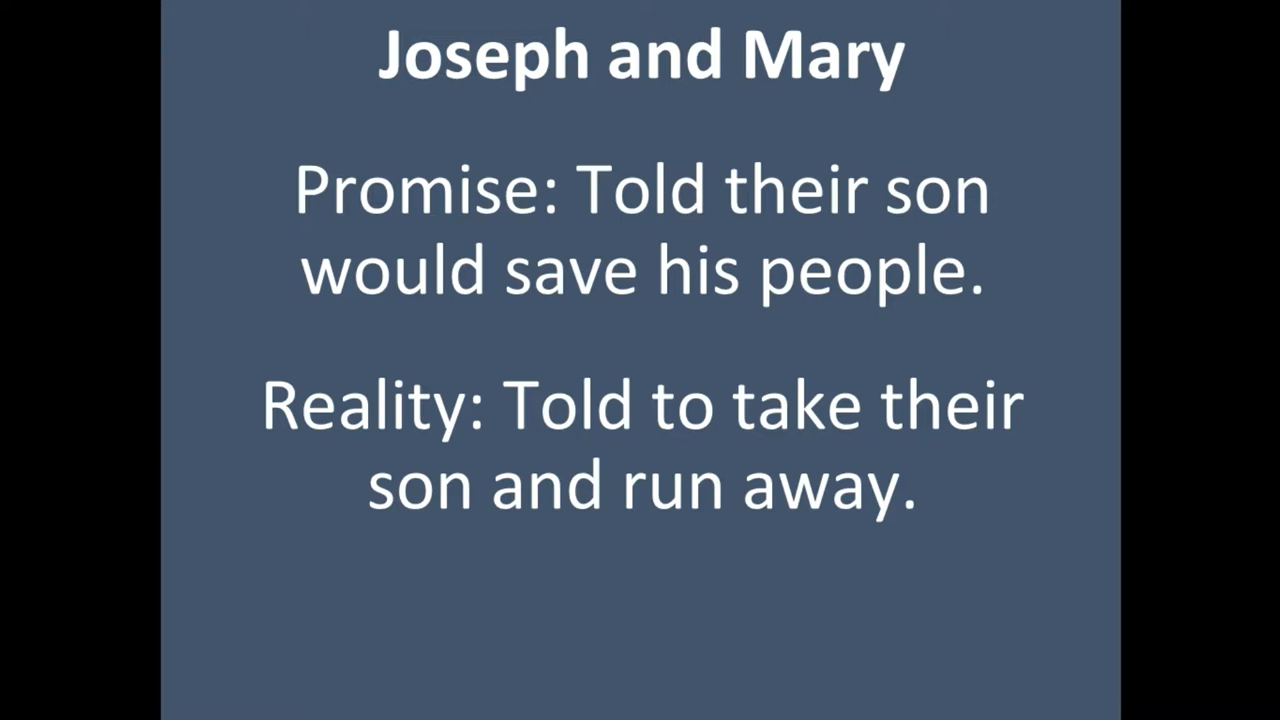 Joseph and Mary
Promise: Told their son
would save his people.
Reality: Told to take their
son and run away.